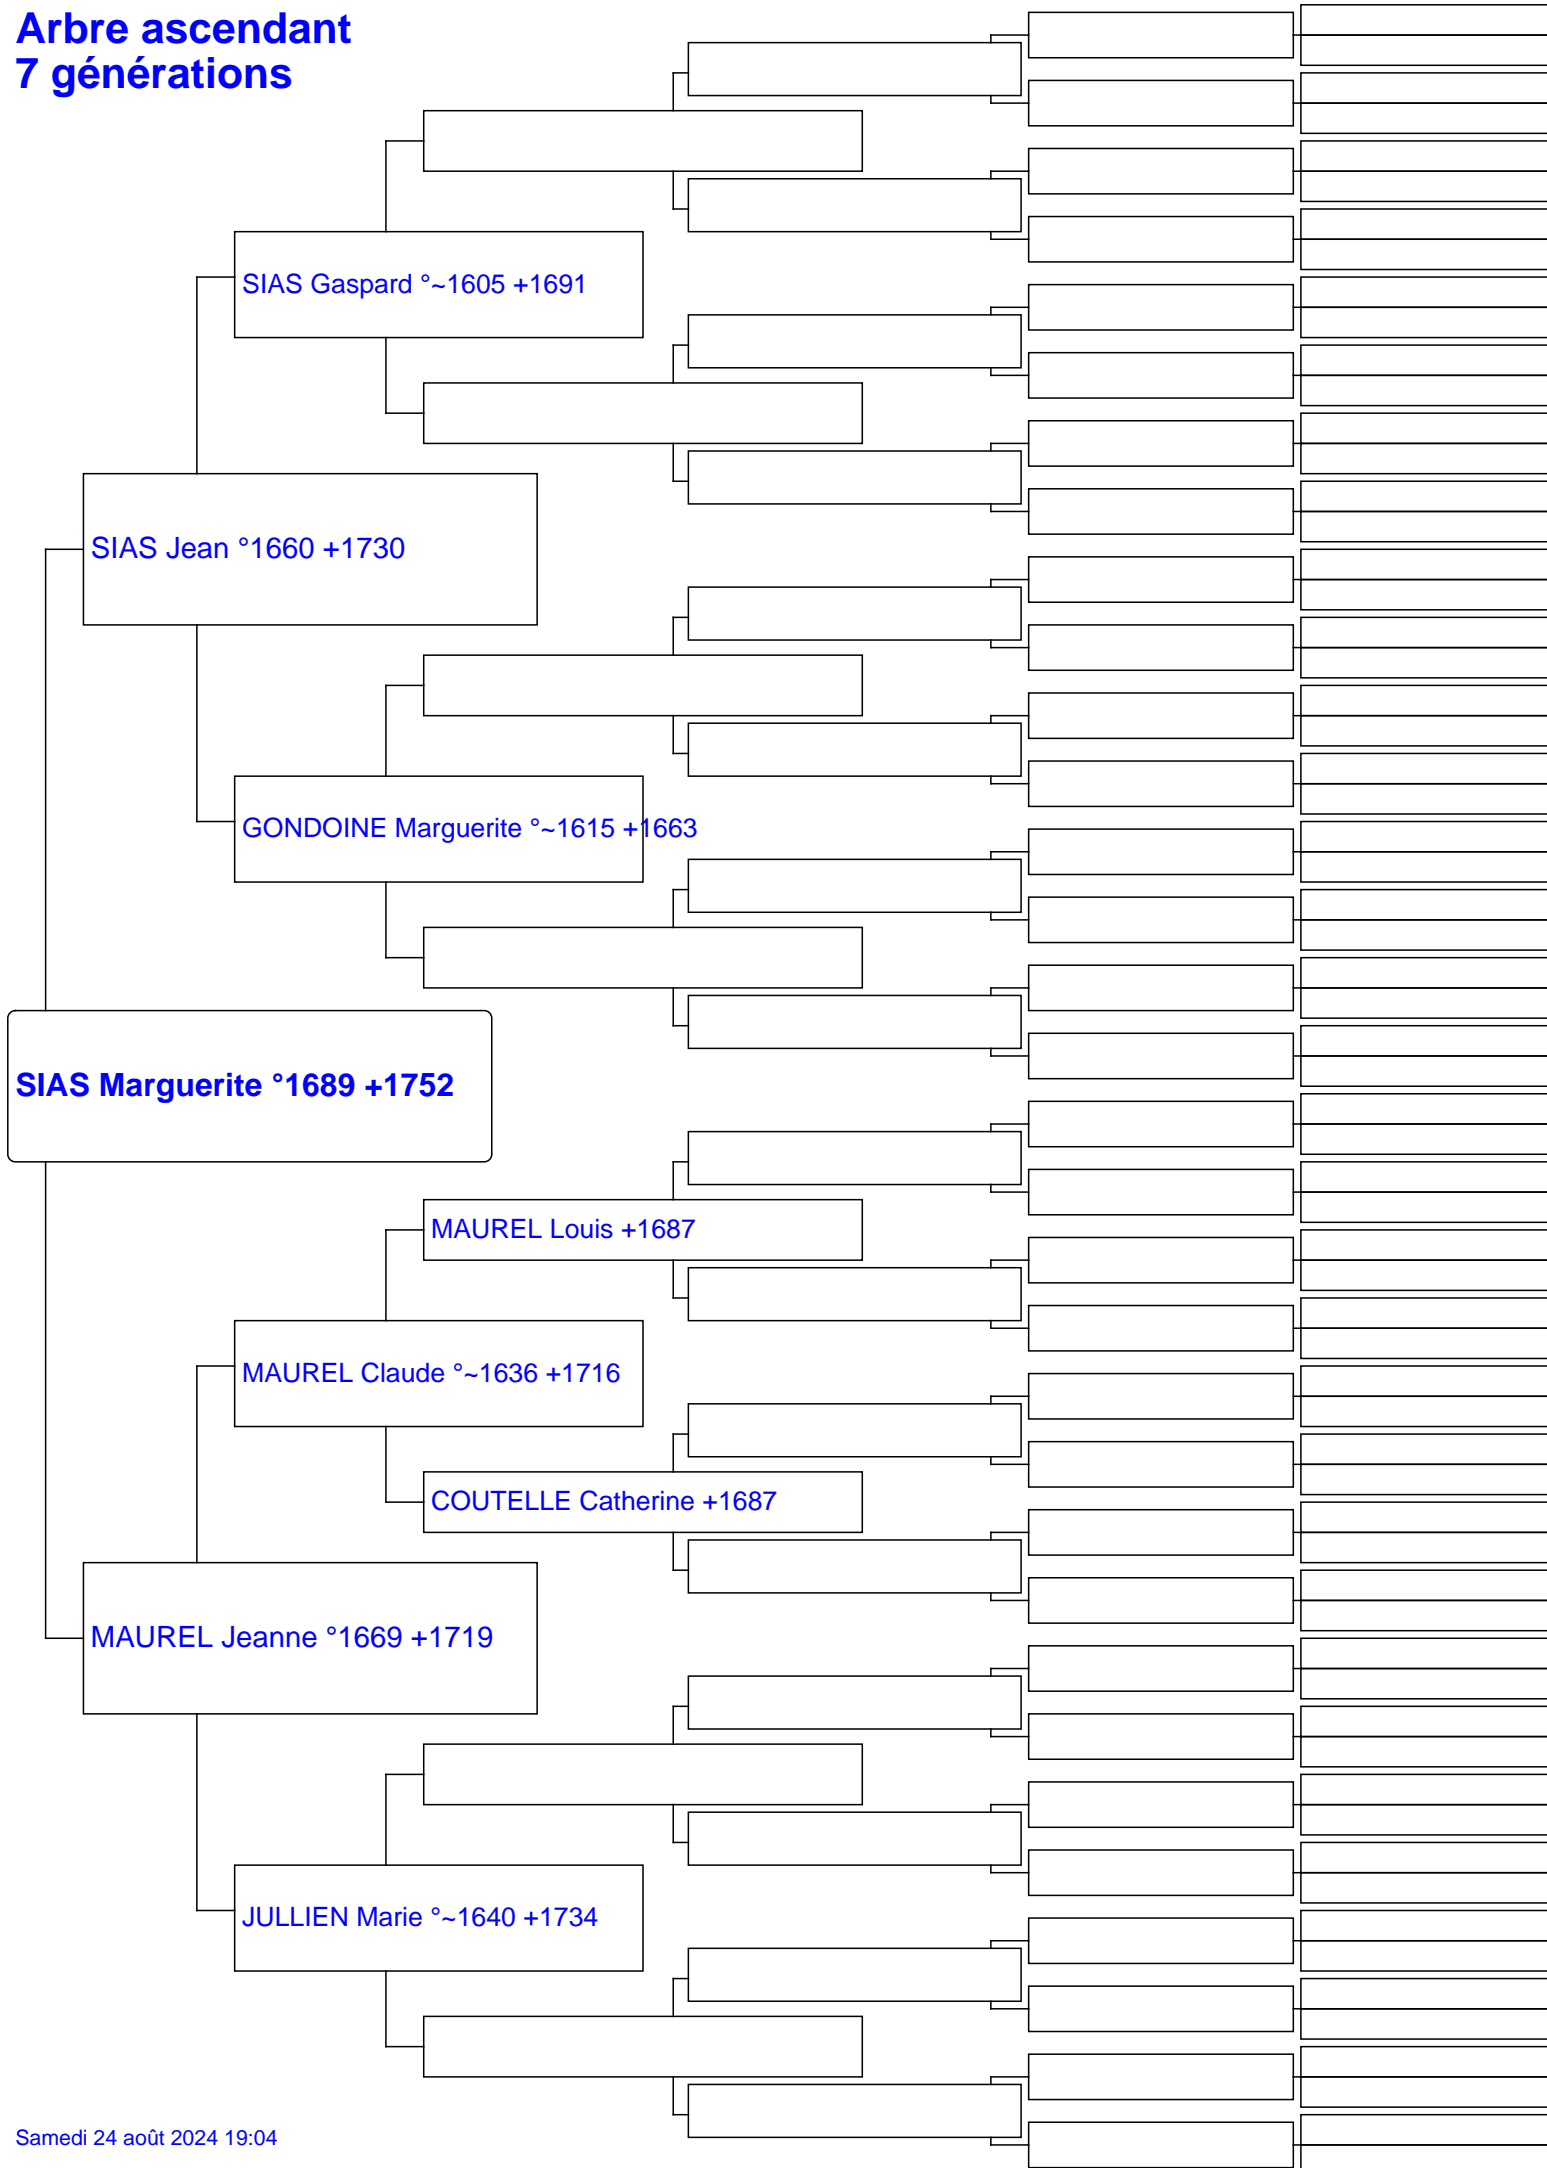 Arbre ascendant
7 générations
SIAS Gaspard °~1605 +1691
SIAS Jean °1660 +1730
GONDOINE Marguerite °~1615 +1663
SIAS Marguerite °1689 +1752
MAUREL Louis +1687
MAUREL Claude °~1636 +1716
COUTELLE Catherine +1687
MAUREL Jeanne °1669 +1719
JULLIEN Marie °~1640 +1734
Samedi 24 août 2024 19:04